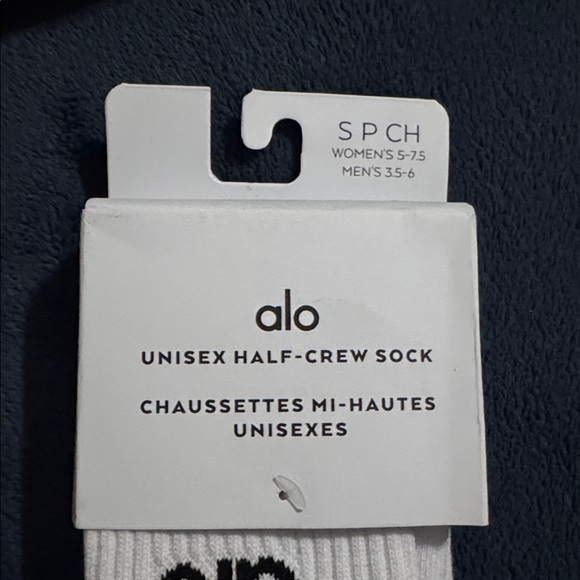 S P CH
WOMEN'S 5-7.5
MEN'S 3.5-6
alo
UNISEX HALF-CREW SOCK
CHAUSSETTES MI-HAUTES
UNISEXES